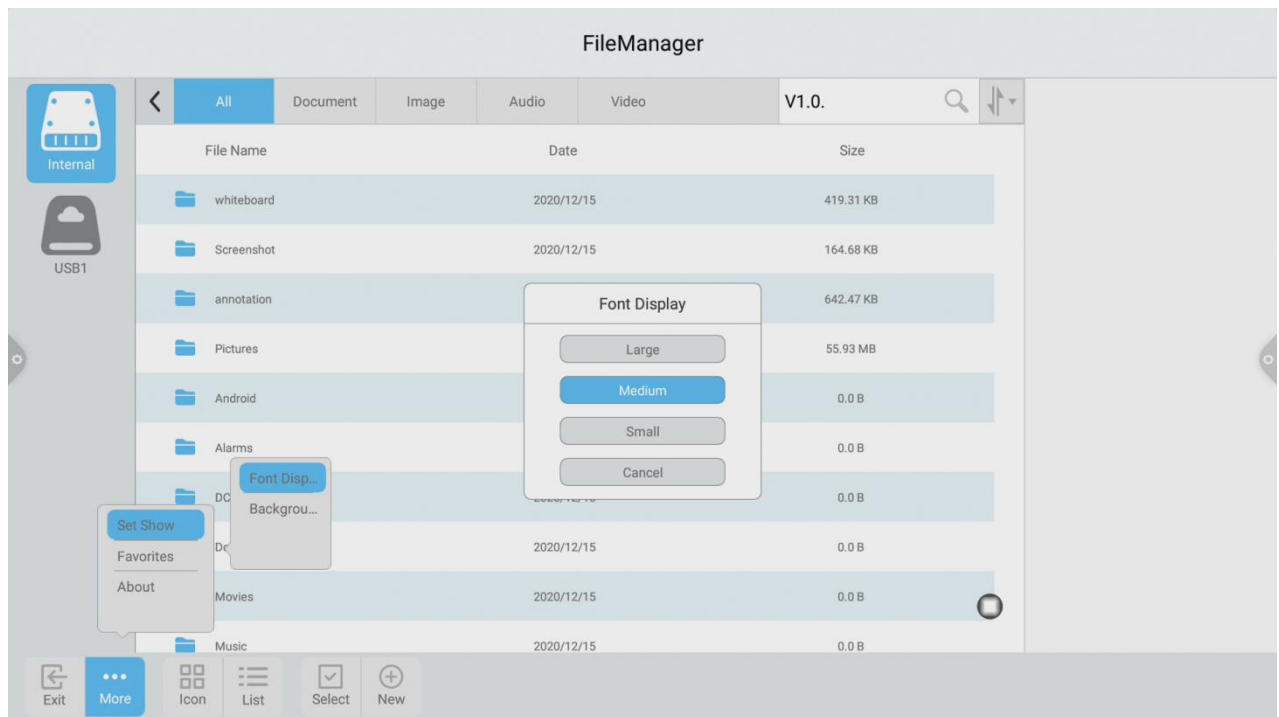 FileManager
All Document Image Audio Video V1.0.
Internal
USB1
File Name Date Size
whiteboard 2020/12/15 419.31 KB
Screenshot 2020/12/15 164.68 KB
annotation 642.47 KB
Pictures 55.93 MB
Android 0.0 B
Alarms 0.0 B
DC 0.0 B
2020/12/15 0.0 B
Movies 2020/12/15 0.0 B
Music 2020/12/15 0.0 B
Font Display
Large
Medium
Small
Cancel
Font Disp...
Backgrou...
Set Show
Favorites
About
Exit More Icon List Select New